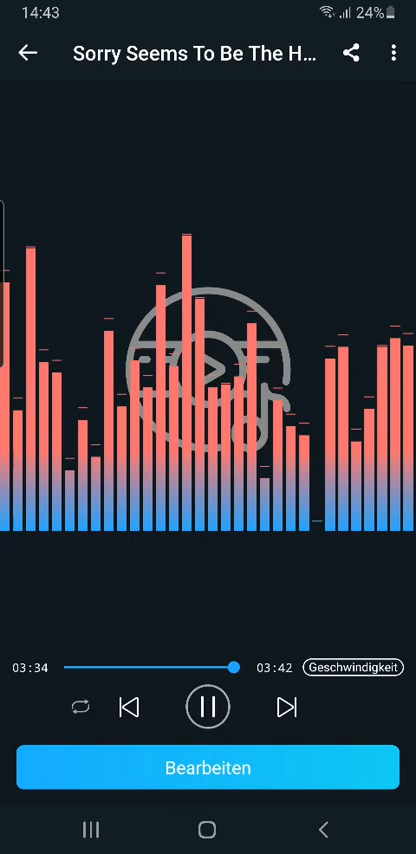 14:43
24%
Sorry Seems To Be The H...
03:34
03:42
Geschwindigkeit
Bearbeiten